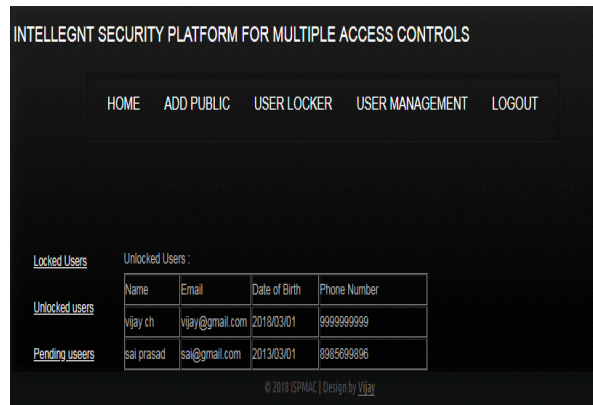 INTELLEGNT SECURITY PLATFORM FOR MULTIPLE ACCESS CONTROLS
HOME ADD PUBLIC USER LOCKER USER MANAGEMENT LOGOUT
Locked Users
Unlocked users
Pending useers
Unlocked Users :
Name Email Date of Birth Phone Number
vijay ch vijay@gmail.com 2018/03/01 9999999999
sai prasad sai@gmail.com 2013/03/01 8985699896
© 2018 ISPMAC | Design by Vijay